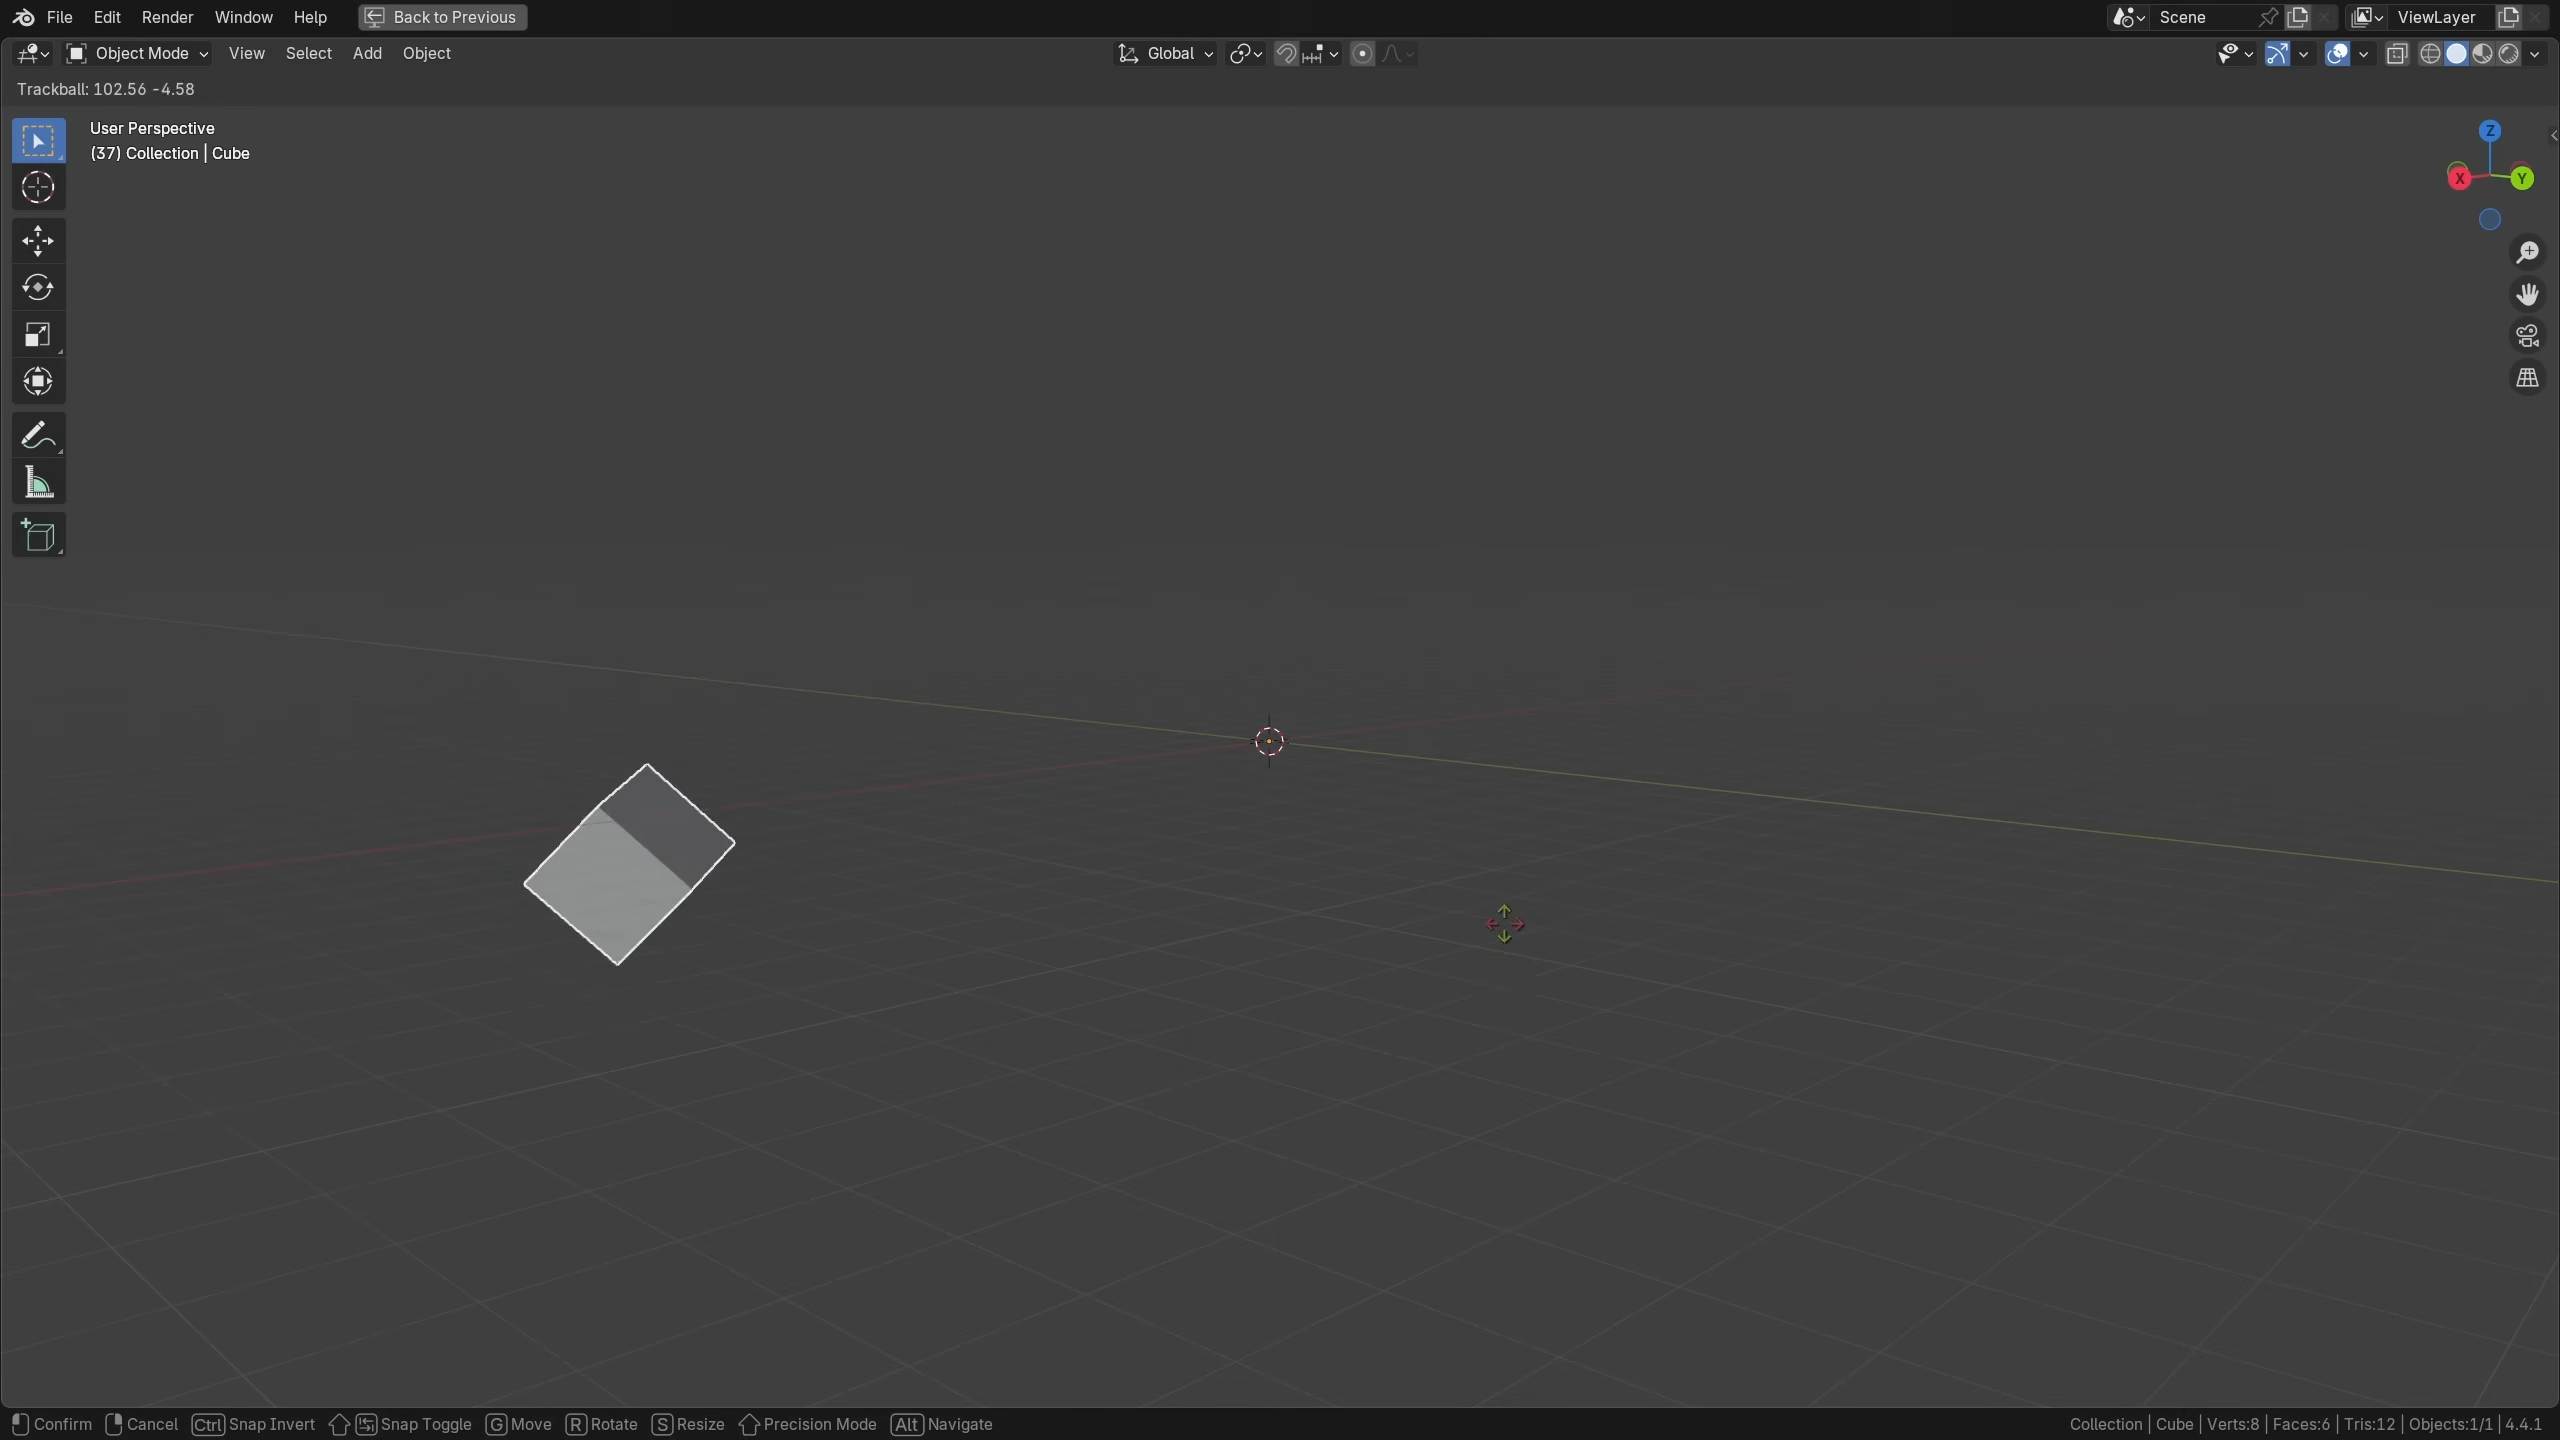 File Edit Render Window Help Back to Previous Scene ViewLayer
Object Mode View Select Add Object Global
Trackball: 102.56 -4.58
User Perspective
(37) Collection | Cube
Z
X Y
Confirm Cancel Ctrl Snap Invert Snap Toggle G Move R Rotate S Resize Precision Mode Alt Navigate Collection | Cube | Verts:8 | Faces:6 | Tris:12 | Objects:1/1 | 4.4.1